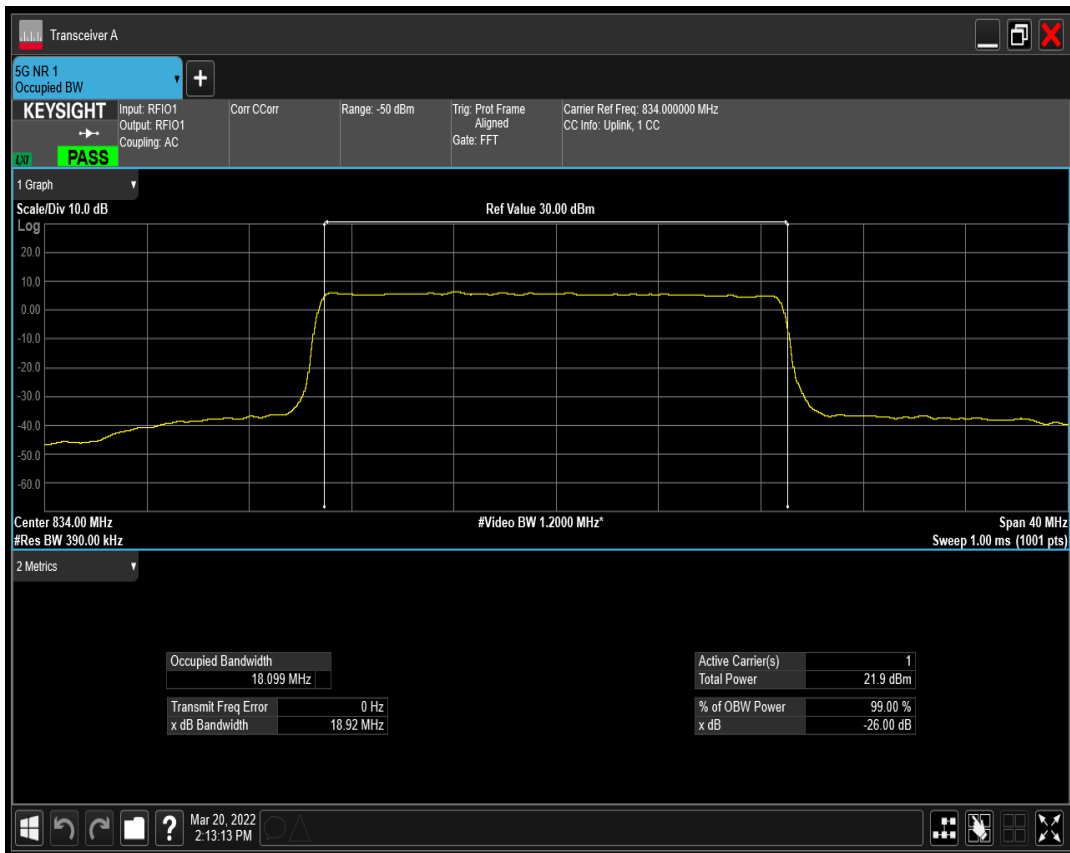 Transceiver A
5G NR 1
Occupied BW
KEYSIGHT
LXI
PASS
Input: RFIO1
Output: RFIO1
Coupling: AC
Corr CCorr
Range: -50 dBm
Trig: Prot Frame
Aligned
Gate: FFT
Carrier Ref Freq: 834.000000 MHz
CC Info: Uplink, 1 CC
1 Graph
Scale/Div 10.0 dB
Ref Value 30.00 dBm
Log
20.0
10.0
0.00
-10.0
-20.0
-30.0
-40.0
-50.0
-60.0
Center 834.00 MHz
#Video BW 1.2000 MHz*
Span 40 MHz
#Res BW 390.00 kHz
Sweep 1.00 ms (1001 pts)
2 Metrics
Occupied Bandwidth
18.099 MHz
Transmit Freq Error 0 Hz
x dB Bandwidth 18.92 MHz
Active Carrier(s) 1
Total Power 21.9 dBm
% of OBW Power 99.00 %
x dB -26.00 dB
?
Mar 20, 2022
2:13:13 PM